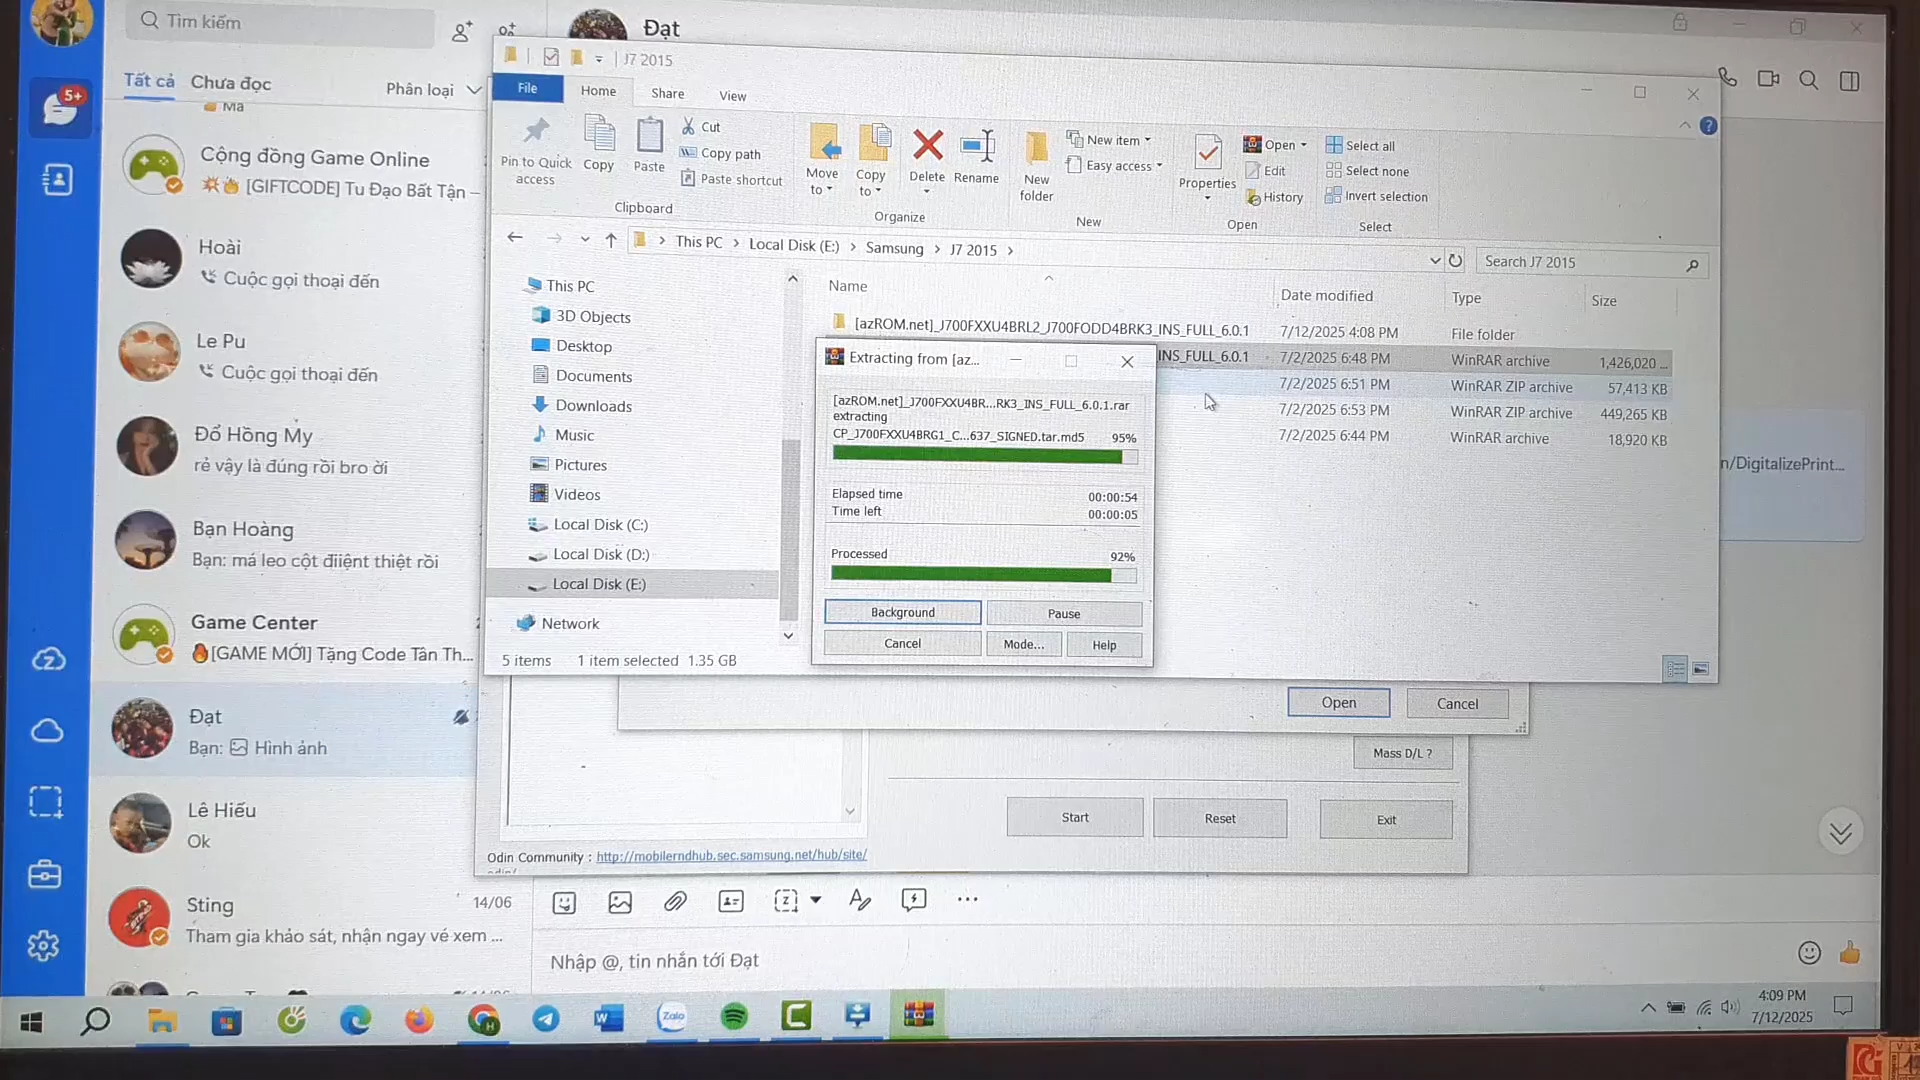 Tìm kiếm
Đạt
Tất cả
Chưa đọc
Phân loại
5+
Cộng đồng Game Online
[GIFTCODE] Tu Đạo Bất Tận –
Hoài
Cuộc gọi thoại đến
Le Pu
Cuộc gọi thoại đến
Đổ Hồng My
rẻ vậy là đúng rồi bro ời
Bạn Hoàng
Bạn: má leo cột điiệnt thiệt rồi
Game Center
[GAME MỚI] Tặng Code Tân Th...
Đạt
Bạn: Hình ảnh
Lê Hiếu
Ok
Sting
14/06
Tham gia khảo sát, nhận ngay vé xem ...
J7 2015
File
Home
Share
View
Pin to Quick access
Copy
Paste
Cut
Copy path
Paste shortcut
Clipboard
Move to
Copy to
Delete
Rename
Organize
New folder
New item
Easy access
New
Properties
Open
Edit
History
Open
Select all
Select none
Invert selection
Select
This PC > Local Disk (E:) > Samsung > J7 2015 >
Search J7 2015
This PC
3D Objects
Desktop
Documents
Downloads
Music
Pictures
Videos
Local Disk (C:)
Local Disk (D:)
Local Disk (E:)
Network
5 items 1 item selected 1.35 GB
Name Date modified Type Size
[azROM.net]_J700FXXU4BRL2_J700FODD4BRK3_INS_FULL_6.0.1 7/12/2025 4:08 PM File folder
INS_FULL_6.0.1 7/2/2025 6:48 PM WinRAR archive 1,426,020 ...
7/2/2025 6:51 PM WinRAR ZIP archive 57,413 KB
7/2/2025 6:53 PM WinRAR ZIP archive 449,265 KB
7/2/2025 6:44 PM WinRAR archive 18,920 KB
Extracting from [az...
[azROM.net]_J700FXXU4BR...RK3_INS_FULL_6.0.1.rar
extracting
CP_J700FXXU4BRG1_C...637_SIGNED.tar.md5 95%
Elapsed time 00:00:54
Time left 00:00:05
Processed 92%
Background
Pause
Cancel
Mode...
Help
n/DigitalizePrint...
Open
Cancel
Mass D/L ?
Start
Reset
Exit
Odin Community : http://mobilerndhub.sec.samsung.net/hub/site/
odin/
Nhập @, tin nhắn tới Đạt
Zalo
4:09 PM
7/12/2025